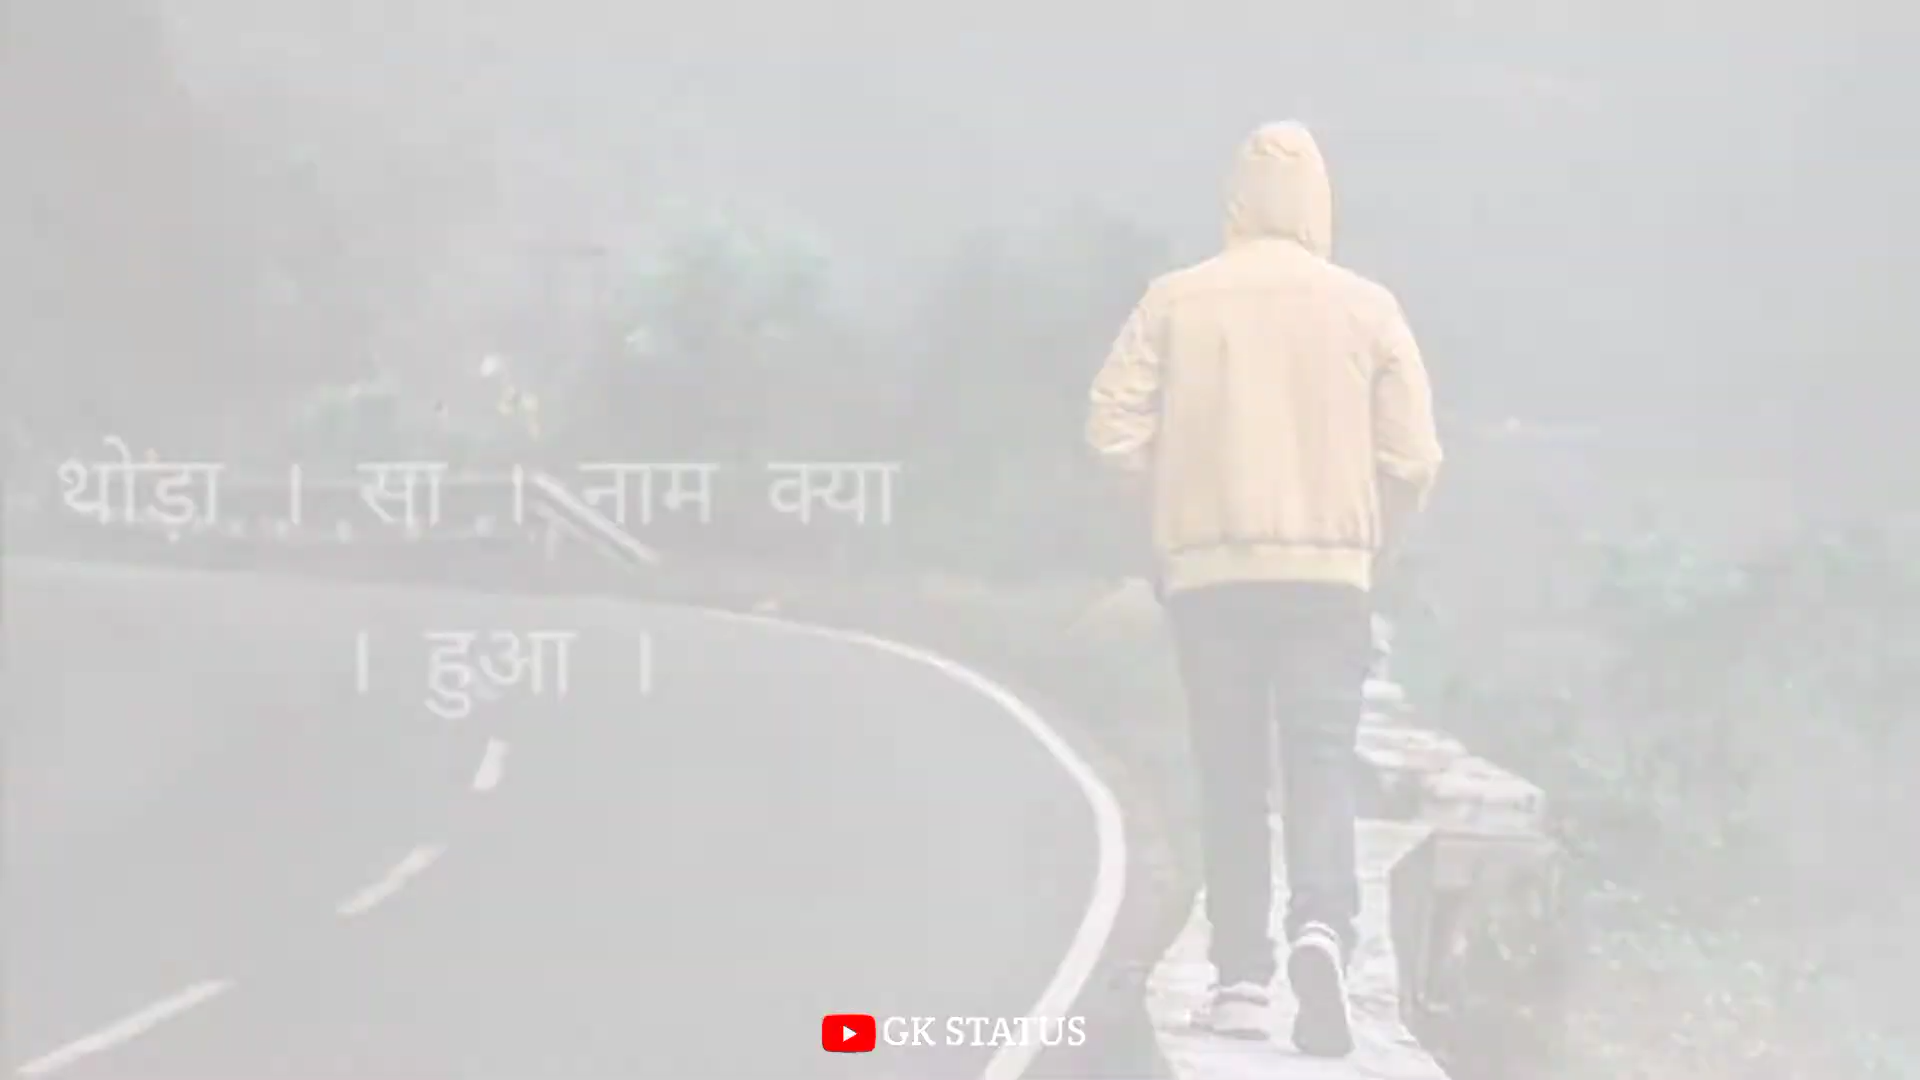 थोड़ा । सा । नाम क्या
। हुआ ।
GK STATUS